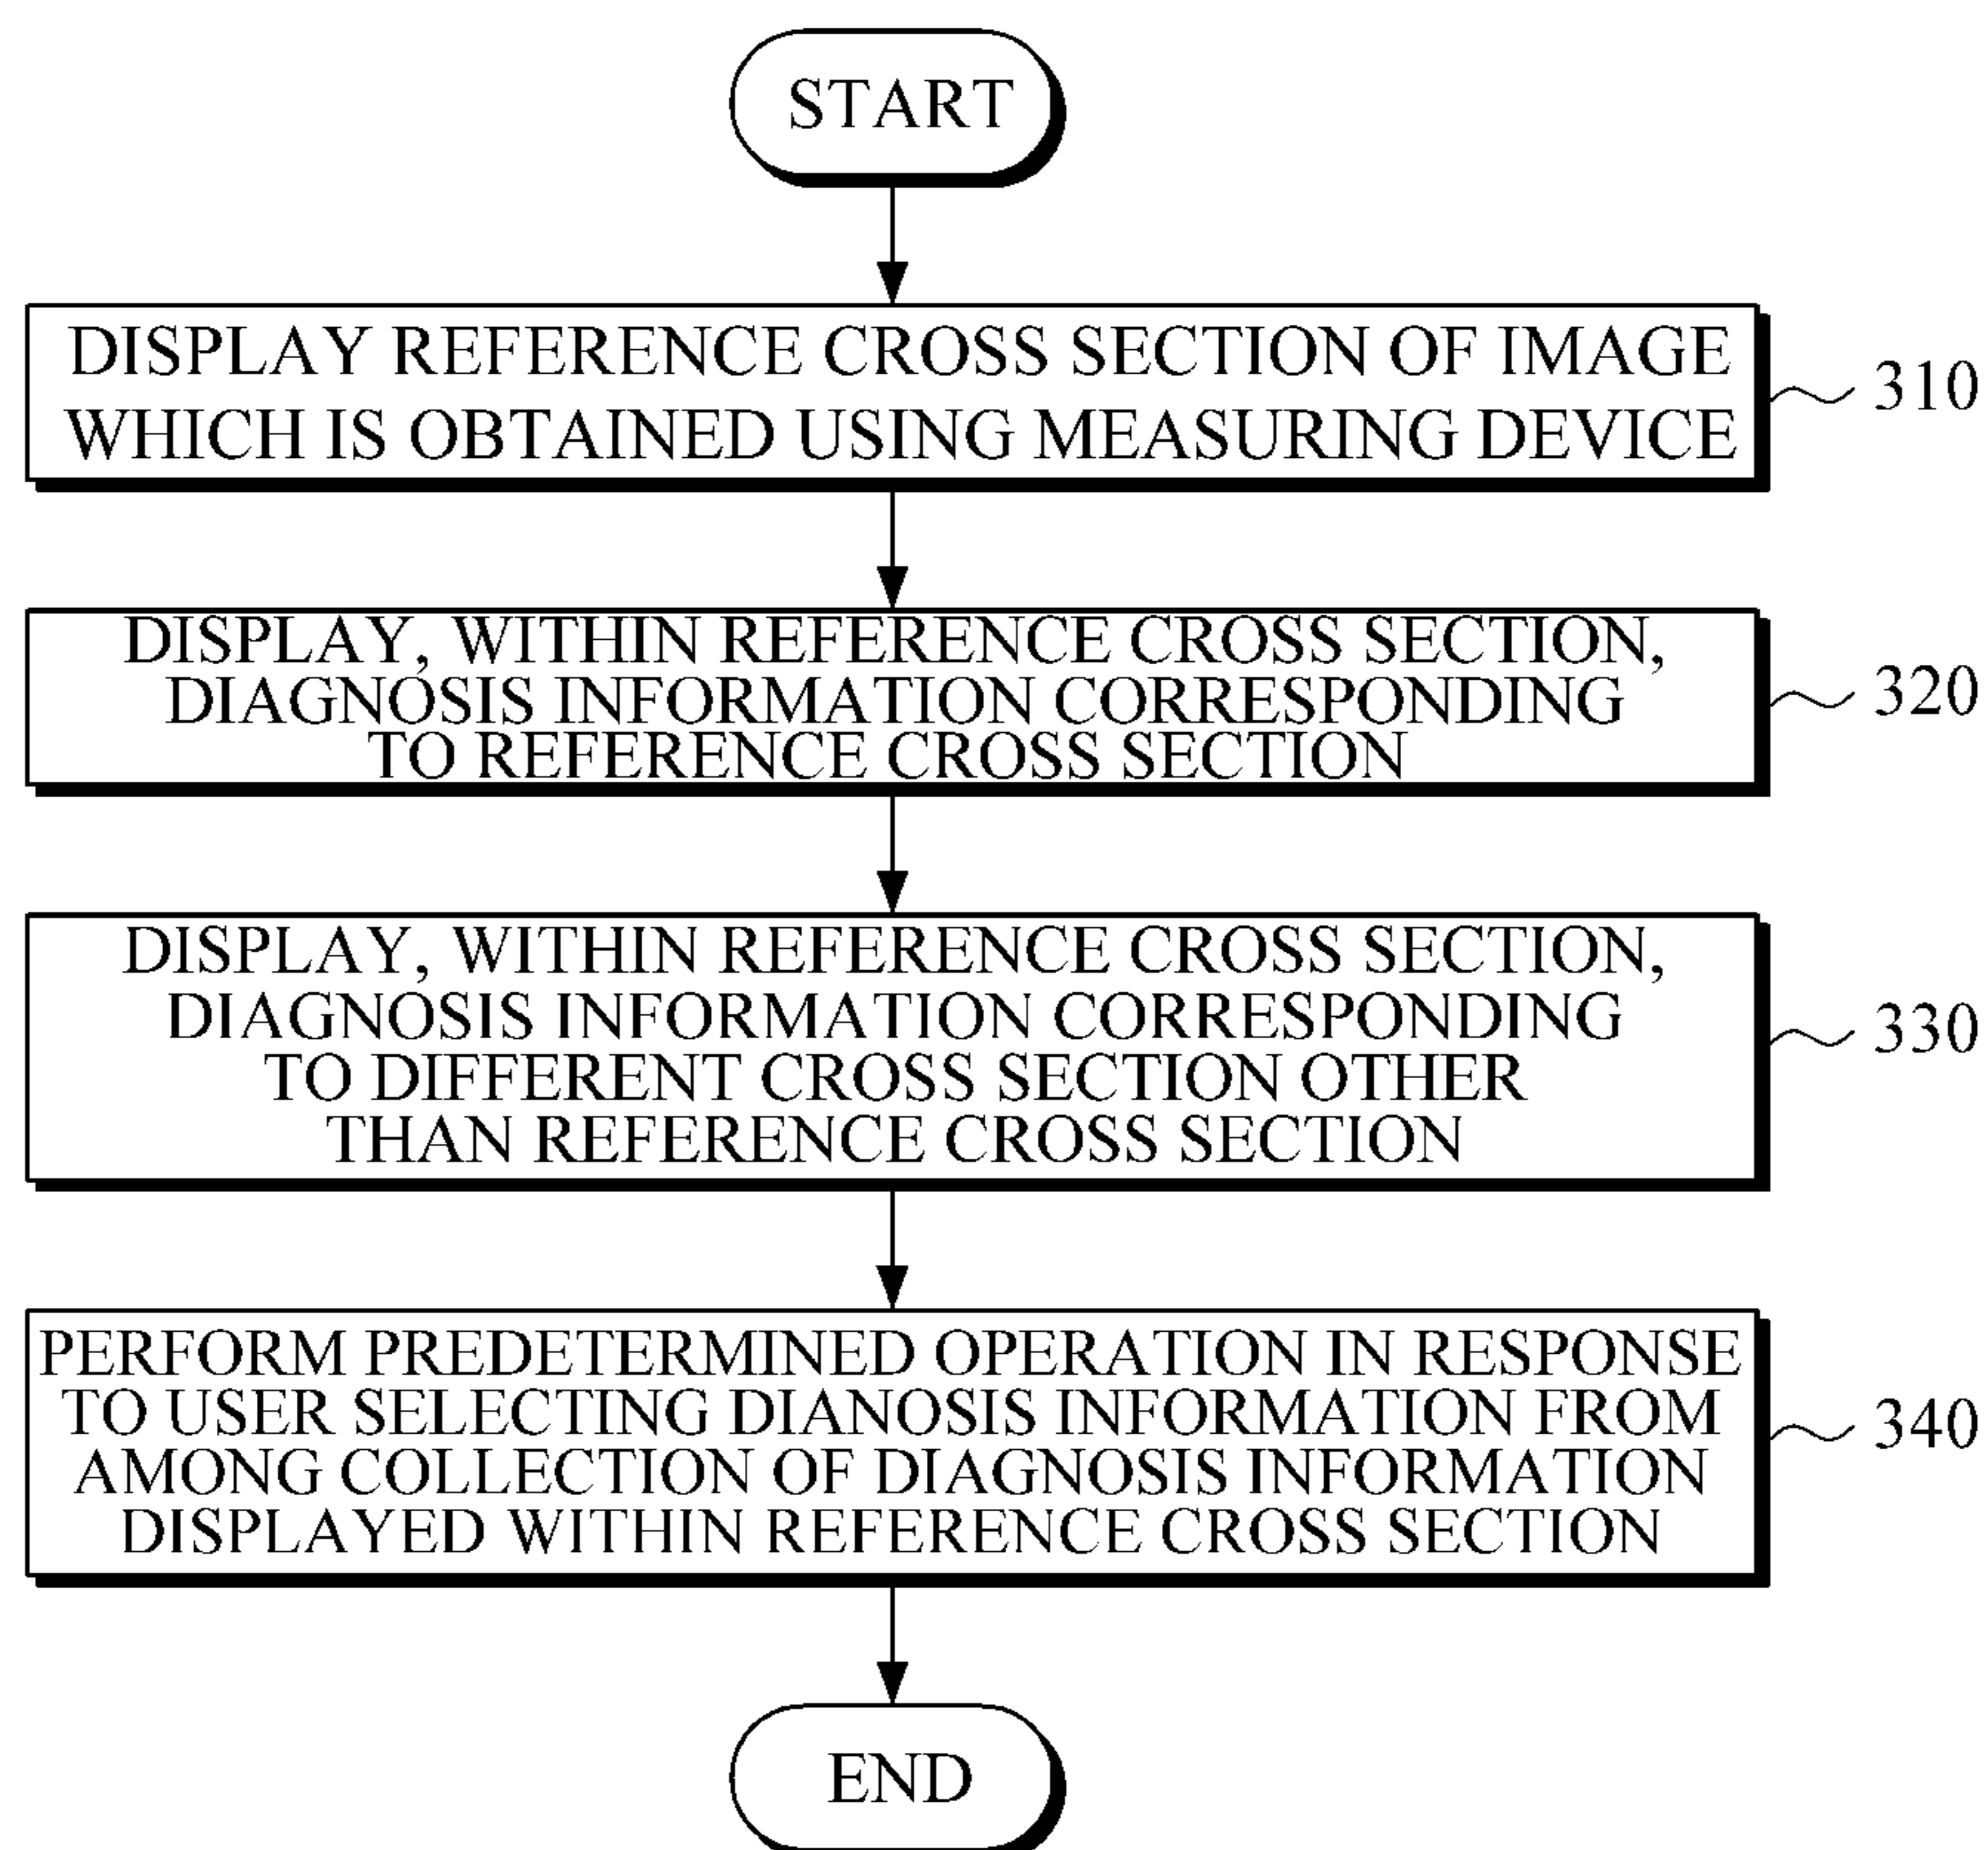 START
DISPLAY REFERENCE CROSS SECTION OF IMAGE
WHICH IS OBTAINED USING MEASURING DEVICE
310
DISPLAY, WITHIN REFERENCE CROSS SECTION,
DIAGNOSIS INFORMATION CORRESPONDING
TO REFERENCE CROSS SECTION
320
DISPLAY, WITHIN REFERENCE CROSS SECTION,
DIAGNOSIS INFORMATION CORRESPONDING
TO DIFFERENT CROSS SECTION OTHER
THAN REFERENCE CROSS SECTION
330
PERFORM PREDETERMINED OPERATION IN RESPONSE
TO USER SELECTING DIANOSIS INFORMATION FROM
AMONG COLLECTION OF DIAGNOSIS INFORMATION
DISPLAYED WITHIN REFERENCE CROSS SECTION
340
END